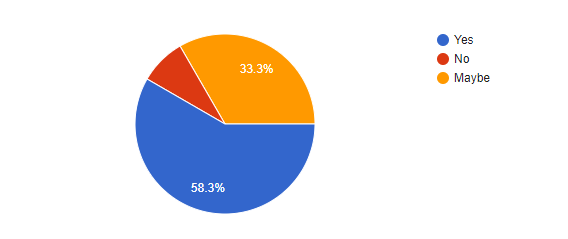 Yes
No
Maybe
33.3%
58.3%